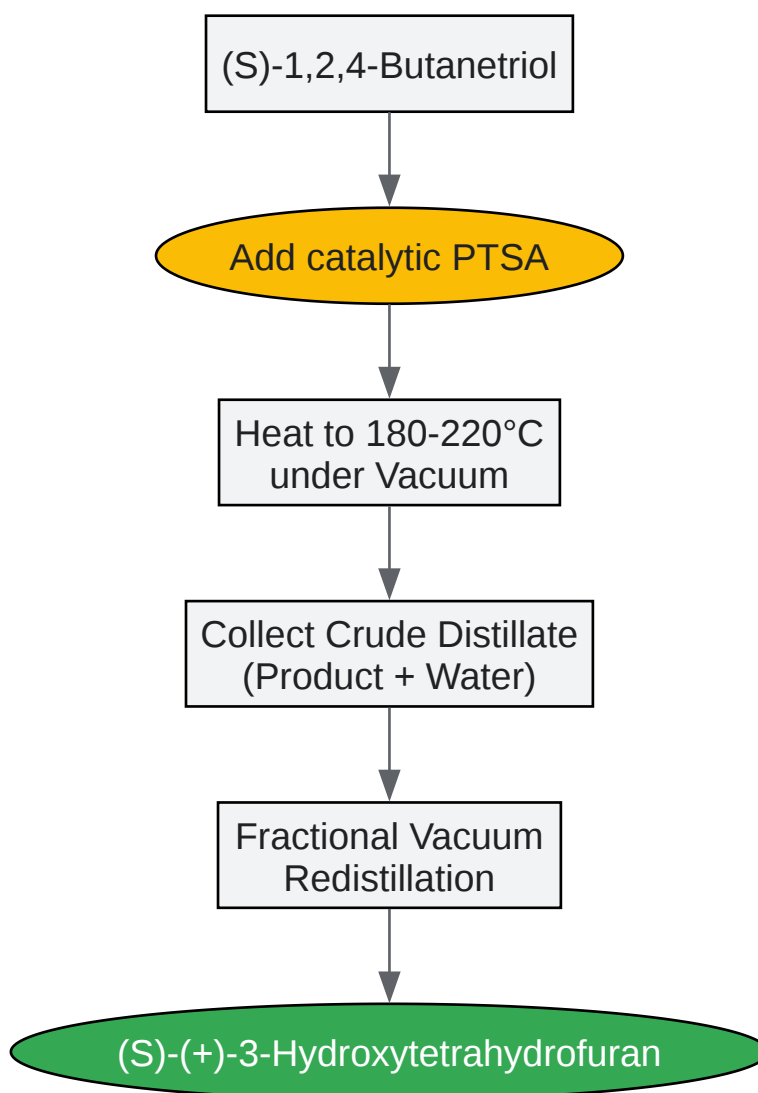 (S)-1,2,4-Butanetriol
Add catalytic PTSA
Heat to 180-220°C
under Vacuum
Collect Crude Distillate
(Product + Water)
Fractional Vacuum
Redistillation
(S)-(+)-3-Hydroxytetrahydrofuran